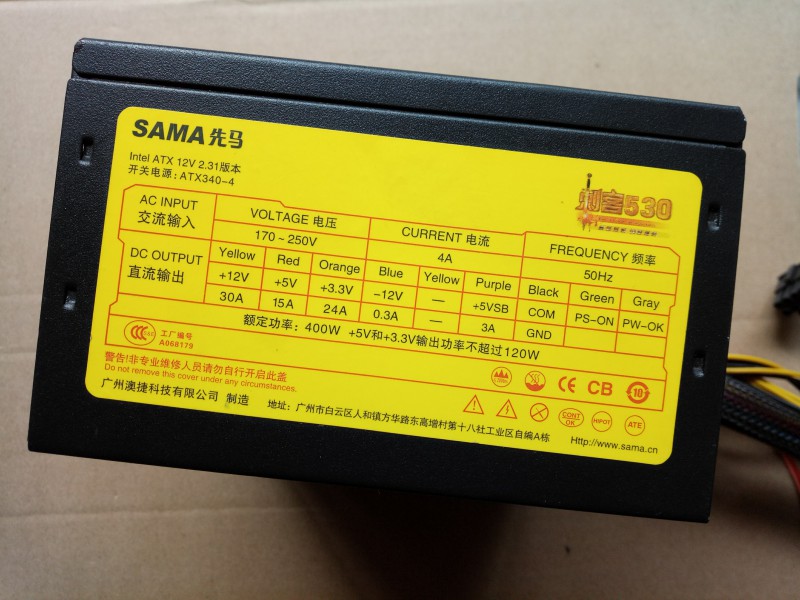 SAMA 先马
Intel ATX 12V 2.31版本
开关电源：ATX340-4
刺客530
AC INPUT 交流输入 VOLTAGE 电压 CURRENT 电流 FREQUENCY 频率
170～250V 4A 50Hz
DC OUTPUT 直流输出 Yellow Red Orange Blue Yellow Purple Black Green Gray
+12V +5V +3.3V −12V — +5VSB COM PS-ON PW-OK
30A 15A 24A 0.3A — 3A GND
额定功率：400W +5V和+3.3V输出功率不超过120W
CCC
工厂编号
A068179
警告!非专业维修人员请勿自行开启此盖
Do not remove this cover under any circumstances.
CE CB 10
广州澳捷科技有限公司 制造 地址：广州市白云区人和镇方华路东高增村第十八社工业区自编A栋
CONT OK HIPOT ATE
Http://www.sama.cn